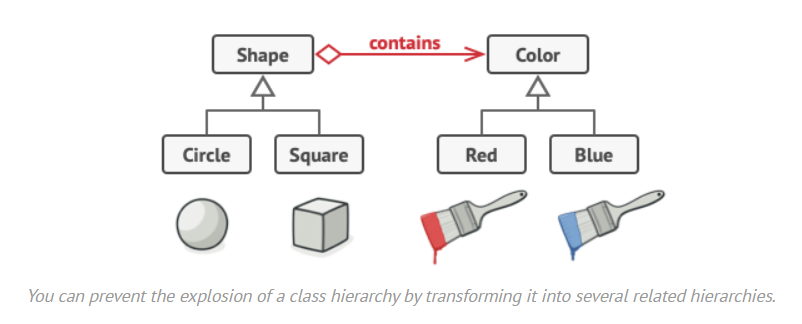 contains
Shape
Color
Circle
Square
Red
Blue
You can prevent the explosion of a class hierarchy by transforming it into several related hierarchies.